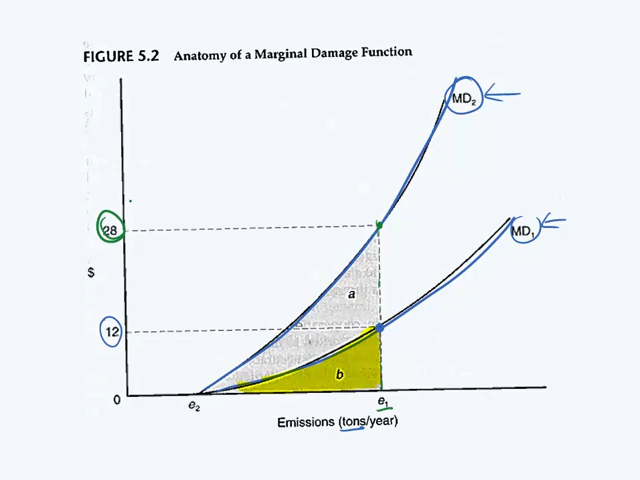 FIGURE 5.2 Anatomy of a Marginal Damage Function
MD₂
28
MD₁
$
a
12
b
0
e₂
e₁
Emissions (tons/year)